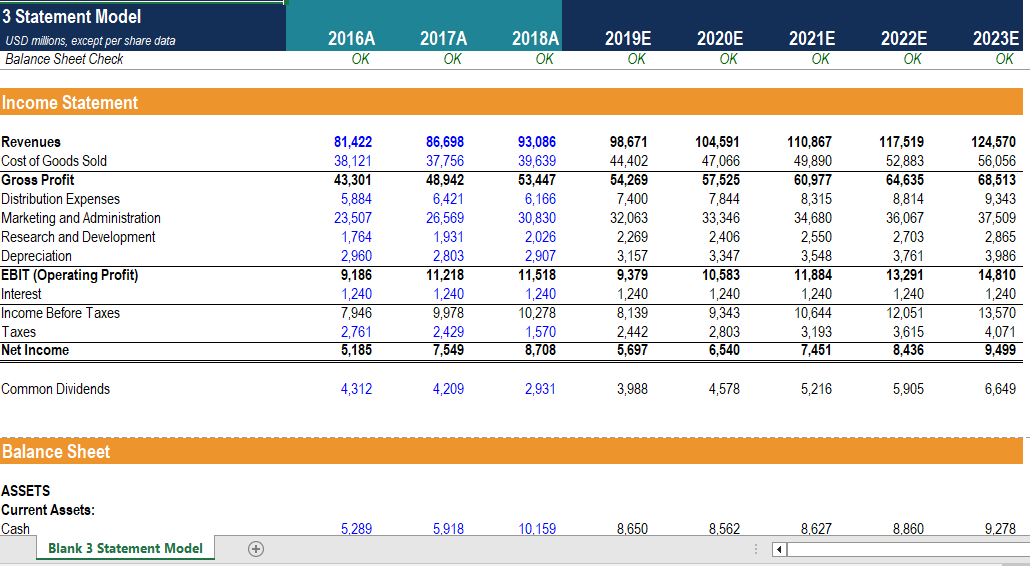 3 Statement Model
USD millions, except per share data 2016A 2017A 2018A 2019E 2020E 2021E 2022E 2023E
Balance Sheet Check OK OK OK OK OK OK OK OK
Income Statement
Revenues 81,422 86,698 93,086 98,671 104,591 110,867 117,519 124,570
Cost of Goods Sold 38,121 37,756 39,639 44,402 47,066 49,890 52,883 56,056
Gross Profit 43,301 48,942 53,447 54,269 57,525 60,977 64,635 68,513
Distribution Expenses 5,884 6,421 6,166 7,400 7,844 8,315 8,814 9,343
Marketing and Administration 23,507 26,569 30,830 32,063 33,346 34,680 36,067 37,509
Research and Development 1,764 1,931 2,026 2,269 2,406 2,550 2,703 2,865
Depreciation 2,960 2,803 2,907 3,157 3,347 3,548 3,761 3,986
EBIT (Operating Profit) 9,186 11,218 11,518 9,379 10,583 11,884 13,291 14,810
Interest 1,240 1,240 1,240 1,240 1,240 1,240 1,240 1,240
Income Before Taxes 7,946 9,978 10,278 8,139 9,343 10,644 12,051 13,570
Taxes 2,761 2,429 1,570 2,442 2,803 3,193 3,615 4,071
Net Income 5,185 7,549 8,708 5,697 6,540 7,451 8,436 9,499
Common Dividends 4,312 4,209 2,931 3,988 4,578 5,216 5,905 6,649
Balance Sheet
ASSETS
Current Assets:
Cash 5,289 5,918 10,159 8,650 8,562 8,627 8,860 9,278
Blank 3 Statement Model